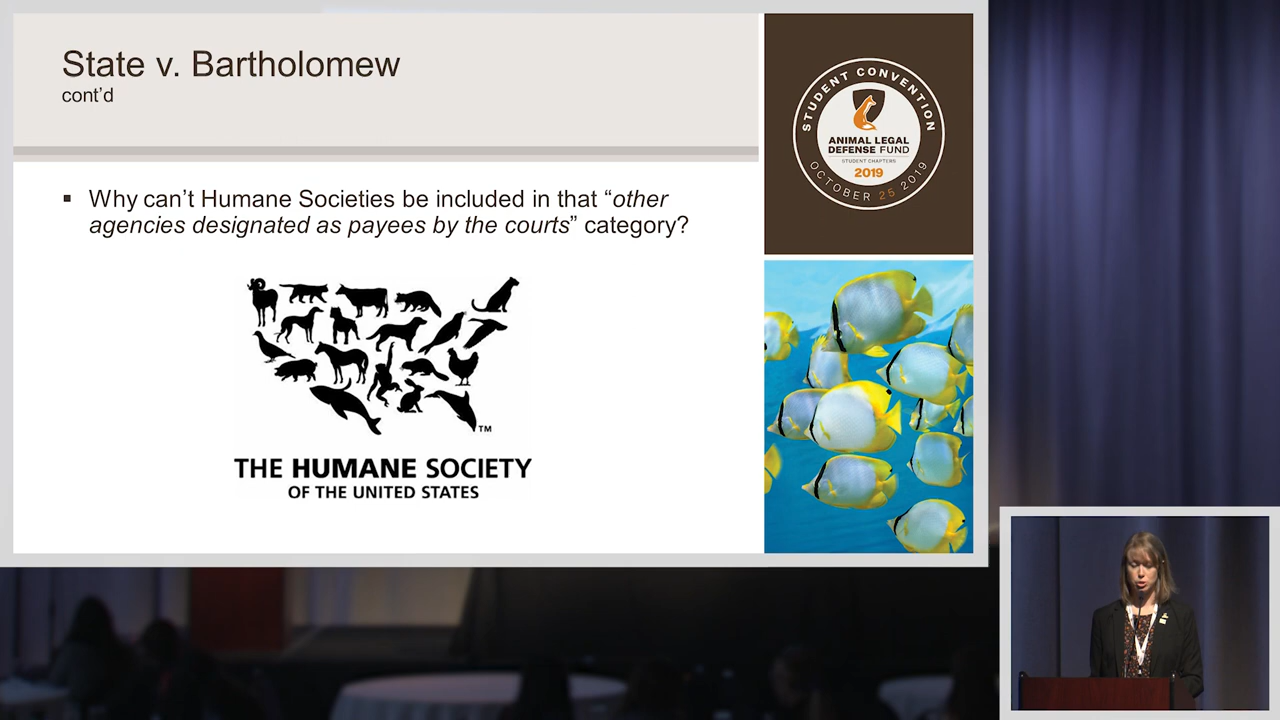 State v. Bartholomew
cont’d
▪ Why can’t Humane Societies be included in that “other
agencies designated as payees by the courts” category?
TM
THE HUMANE SOCIETY
OF THE UNITED STATES
STUDENT CONVENTION
ANIMAL LEGAL
DEFENSE FUND
STUDENT CHAPTERS
2019
OCTOBER 25 2019